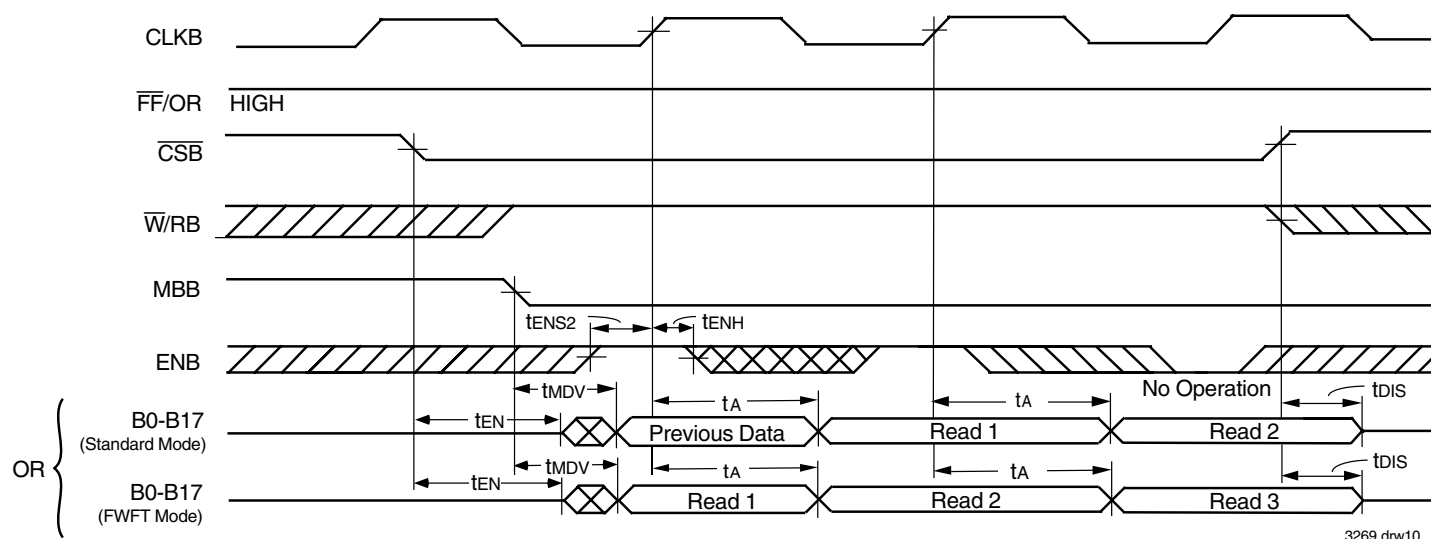 CLKB
F̅F̅/OR HIGH
C̅S̅B̅
W̅/RB
MBB
tENS2 tENH
ENB
No Operation
tMDV tA tA tDIS
tEN
B0-B17
(Standard Mode)
Previous Data Read 1 Read 2
OR
tMDV tA tA tDIS
tEN
B0-B17
(FWFT Mode)
Read 1 Read 2 Read 3
3269 drw10